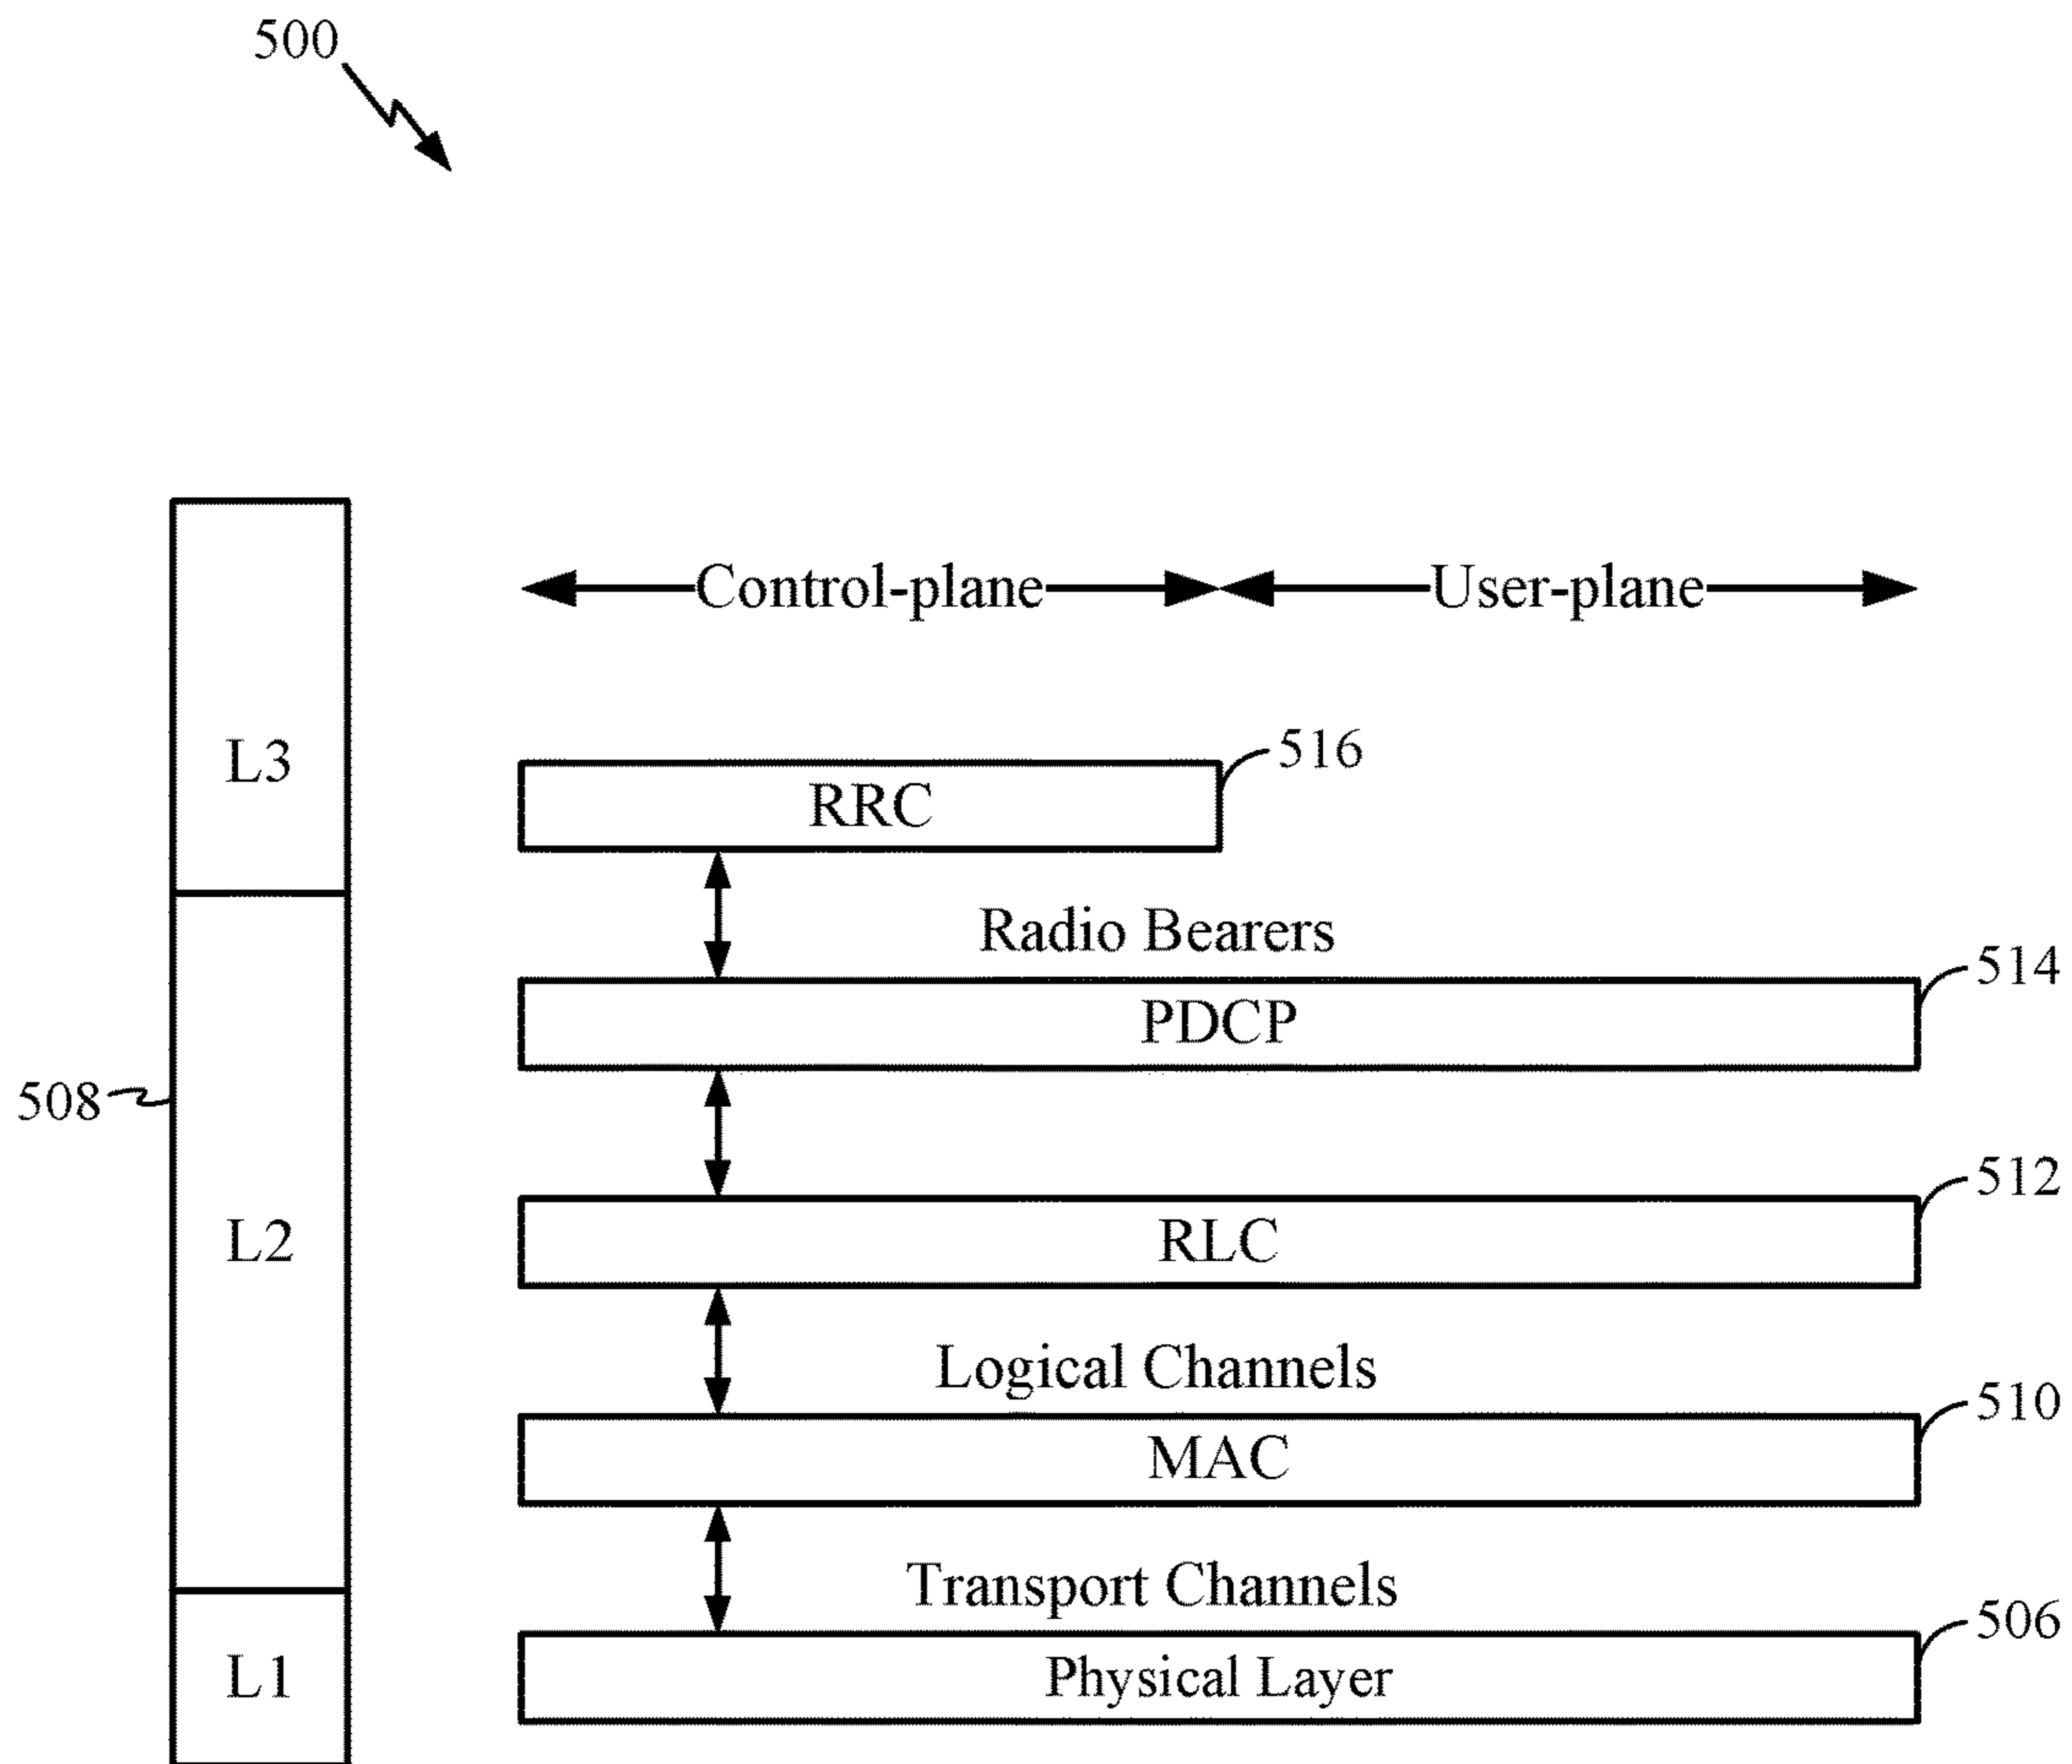 500
Control-plane
User-plane
L3
516
RRC
Radio Bearers
514
PDCP
508
512
L2
RLC
Logical Channels
510
MAC
Transport Channels
506
L1
Physical Layer